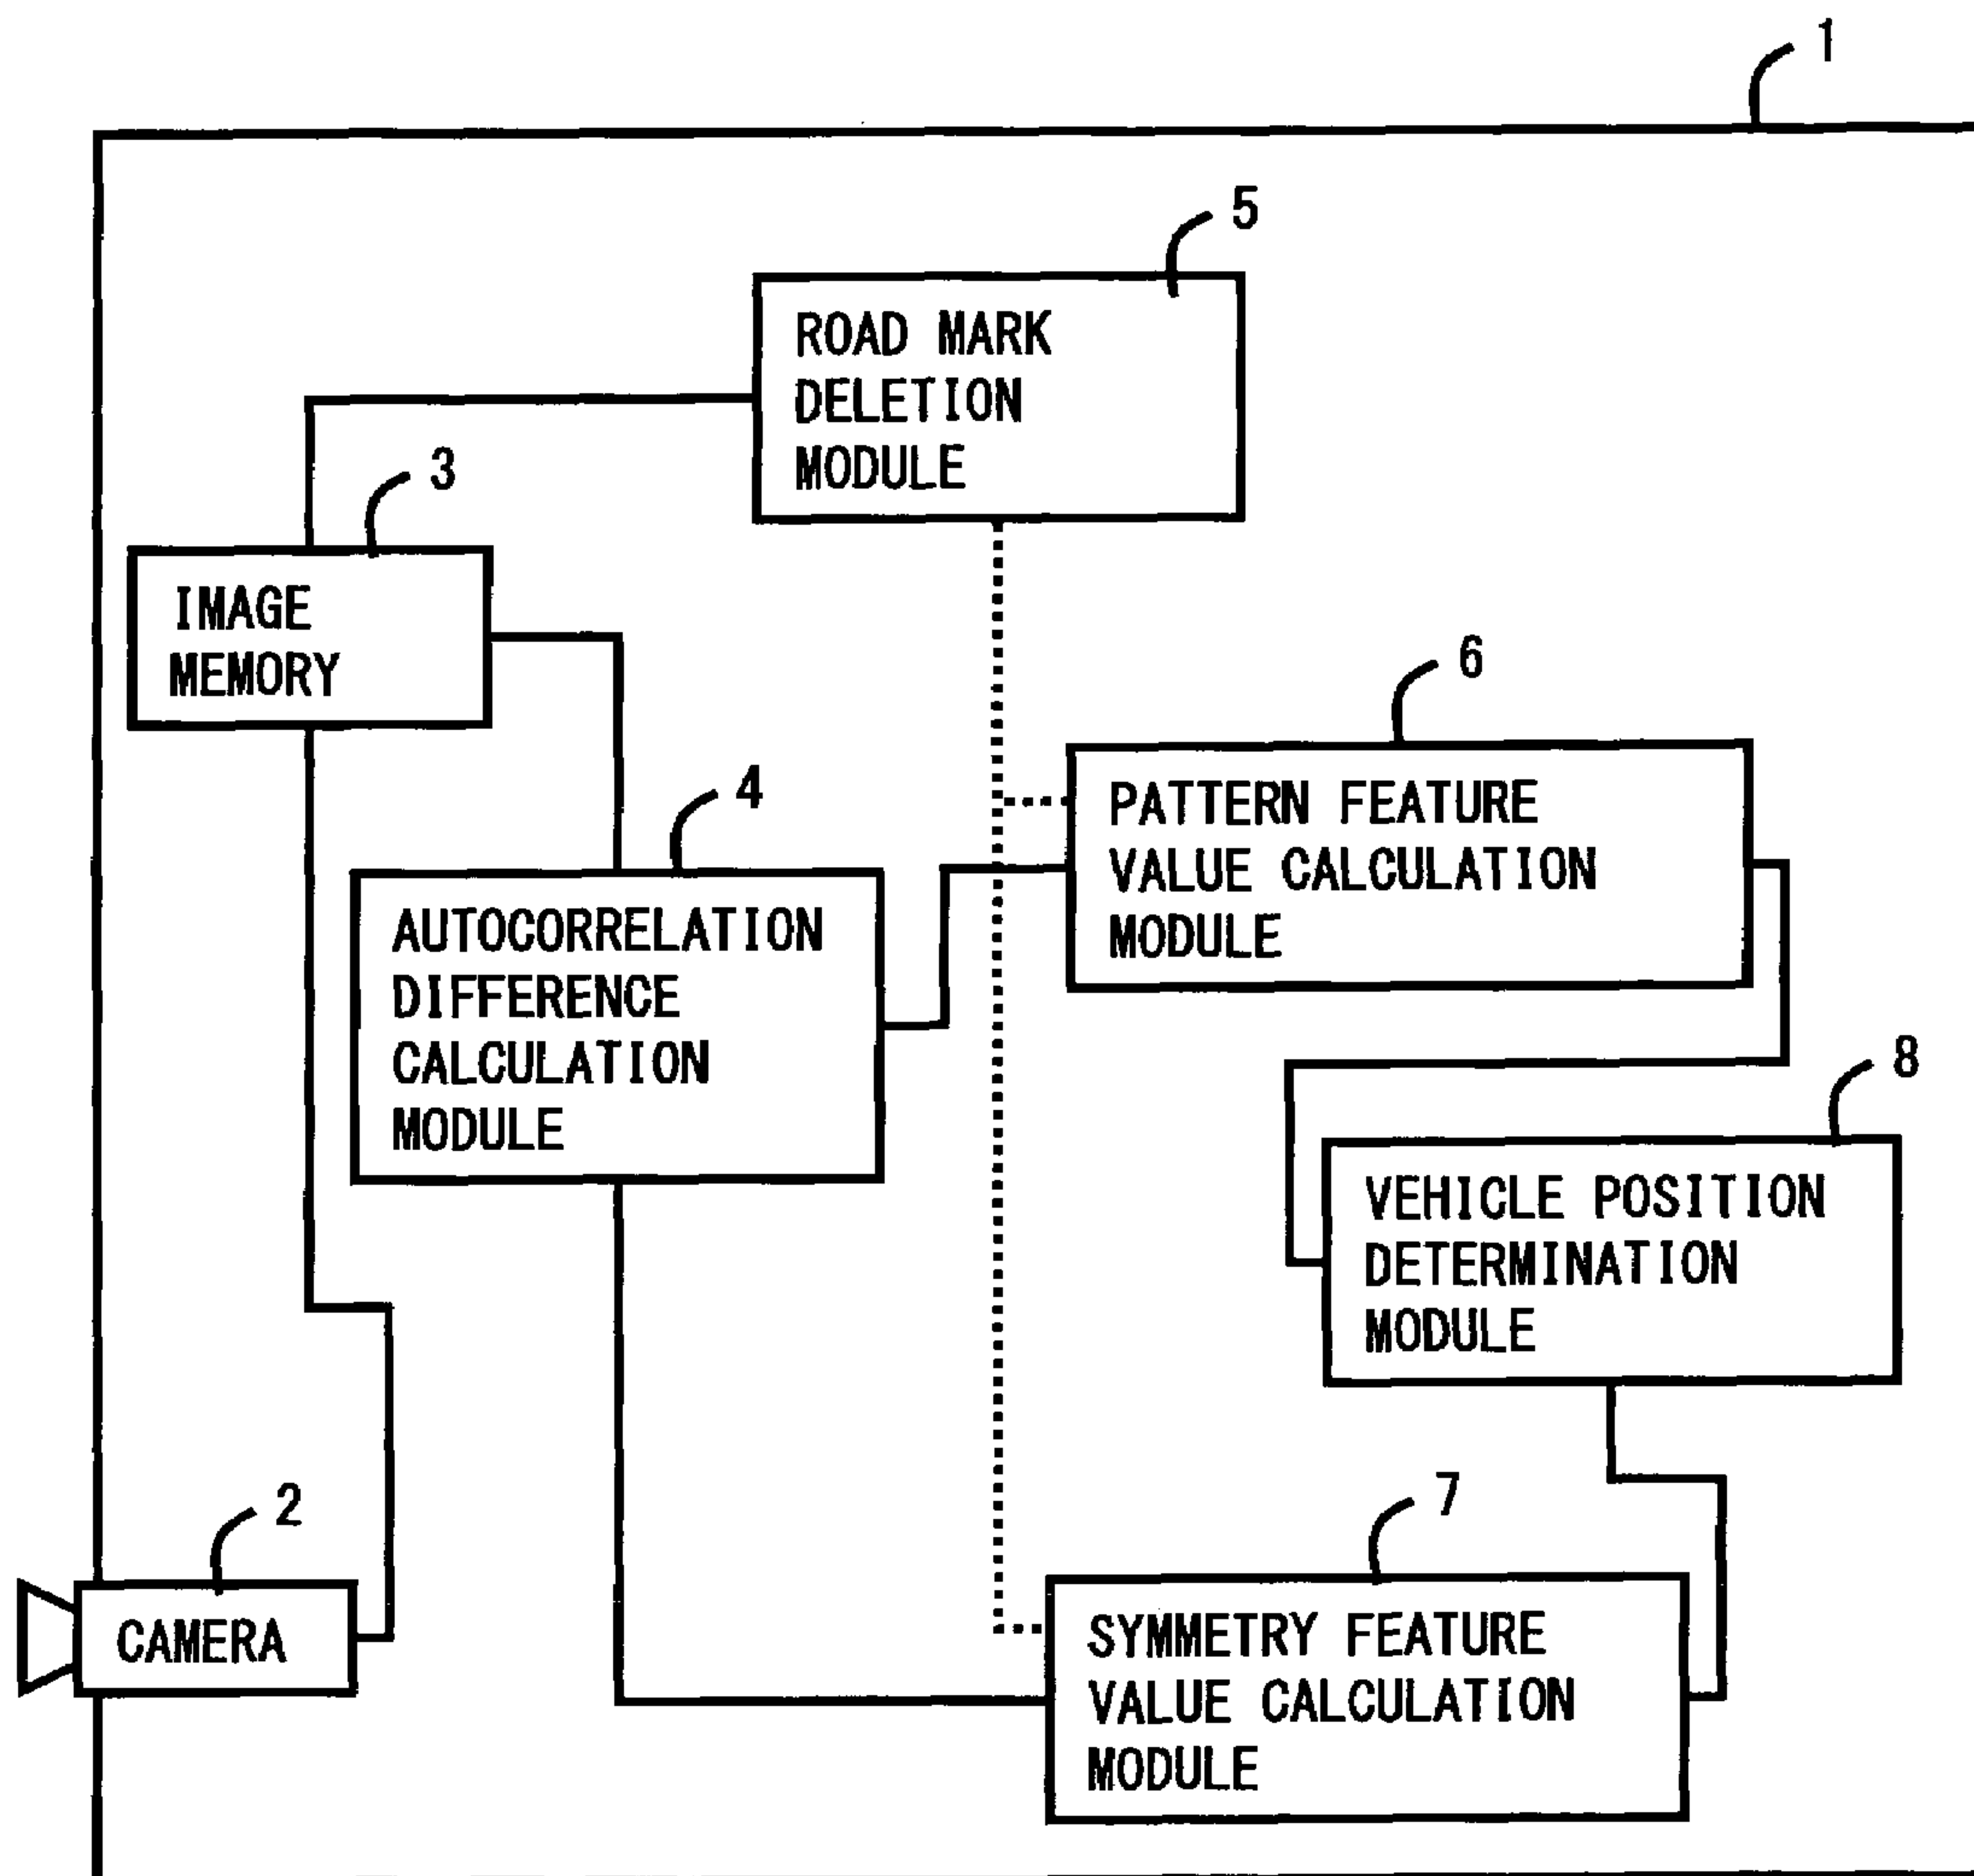 1
5
ROAD MARK
DELETION
MODULE
3
IMAGE
MEMORY
6
PATTERN FEATURE
VALUE CALCULATION
MODULE
4
AUTOCORRELATION
DIFFERENCE
CALCULATION
MODULE
8
VEHICLE POSITION
DETERMINATION
MODULE
2
CAMERA
7
SYMMETRY FEATURE
VALUE CALCULATION
MODULE